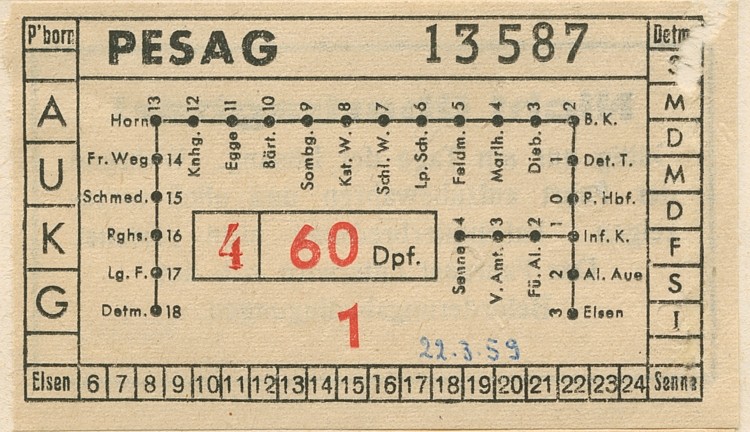 P'born PESAG 13587 Detm.
A U K G
13 12 11 10 9 8 7 6 5 4 3 2
Horn B. K.
Knhg. Egge Bärt. Sombg. Kst. W. Schl. W. Lp. Sch. Feldm. Marlh. Dieb.
Fr. Weg 14 1 Det. T.
Schmed. 15 0 P. Hbf.
4 3 2 1
Rghs. 16 Inf. K.
Senne V. Amt. Fü. Al.
4 60 Dpf.
Lg. F. 17 2 Al. Aue
Detm. 18 3 Elsen
1
22.3.59
M D M D F S I
Elsen 6 7 8 9 10 11 12 13 14 15 16 17 18 19 20 21 22 23 24 Senne